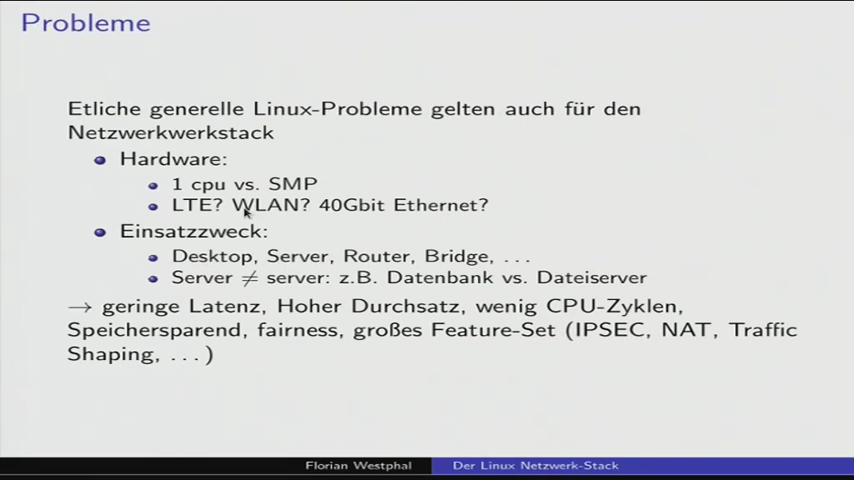 Probleme
Etliche generelle Linux-Probleme gelten auch für den
Netzwerkwerkstack
Hardware:
1 cpu vs. SMP
LTE? WLAN? 40Gbit Ethernet?
Einsatzzweck:
Desktop, Server, Router, Bridge, ...
Server ≠ server: z.B. Datenbank vs. Dateiserver
→ geringe Latenz, Hoher Durchsatz, wenig CPU-Zyklen,
Speichersparend, fairness, großes Feature-Set (IPSEC, NAT, Traffic
Shaping, ...)
Florian Westphal Der Linux Netzwerk-Stack